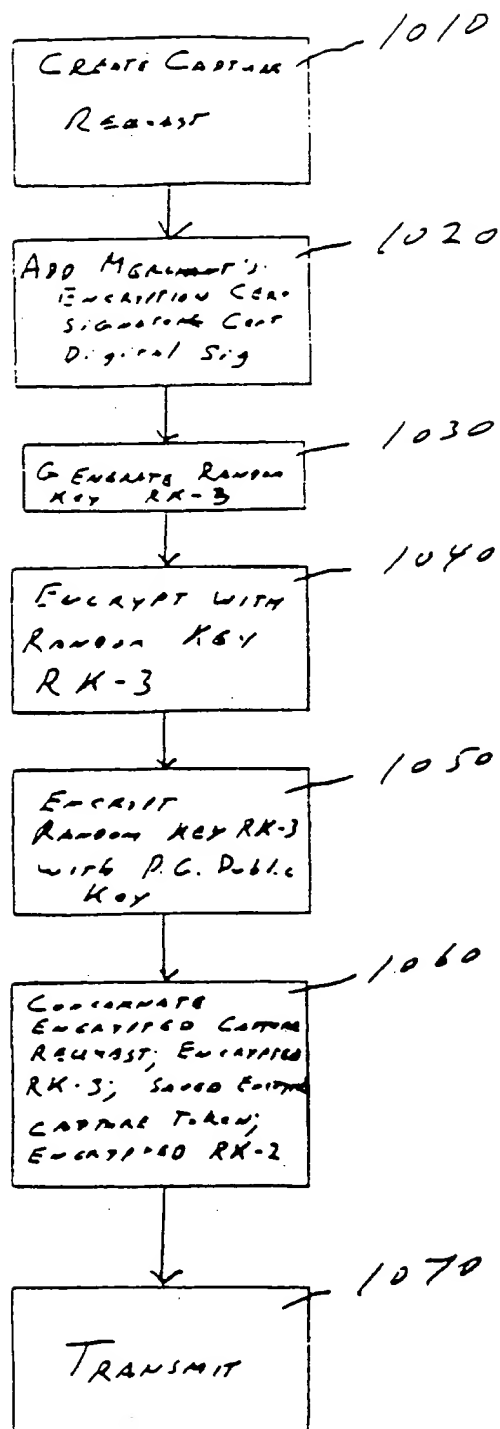 1010
CREATE CAPTURE
REQUEST
1020
ADD MERCHANT'S
ENCRYPTION CERT
SIGNATURE CERT
Digital Sig
1030
GENERATE RANDOM
KEY RK-3
1040
ENCRYPT WITH
RANDOM KEY
RK-3
1050
ENCRYPT
RANDOM KEY RK-3
with P.G. Public
Key
1060
CONCATENATE
ENCRYPTED CAPTURE
REQUEST; ENCRYPTED
RK-3; SAVED
CAPTURE TOKEN;
ENCRYPTED RK-2
1070
TRANSMIT